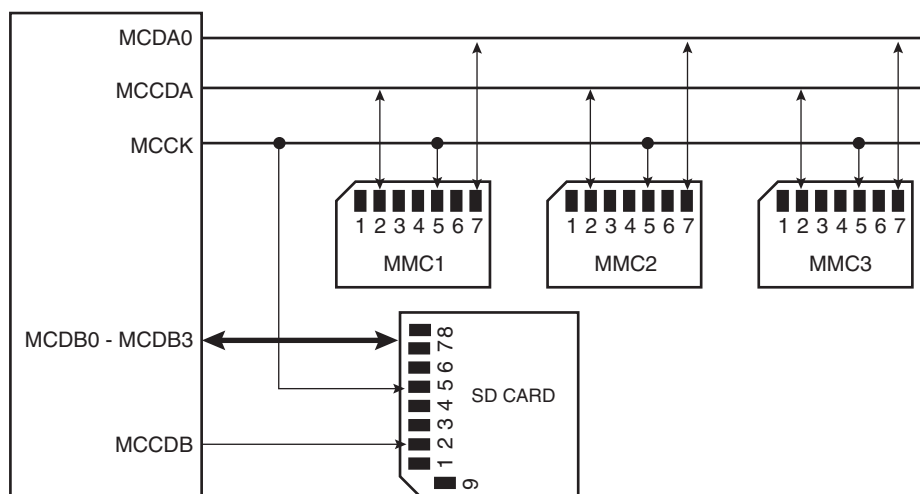 MCDA0
MCCDA
MCCK
1 2 3 4 5 6 7
MMC1
1 2 3 4 5 6 7
MMC2
1 2 3 4 5 6 7
MMC3
MCDB0 - MCDB3
MCCDB
1 2 3 4 5 6 78
SD CARD
9